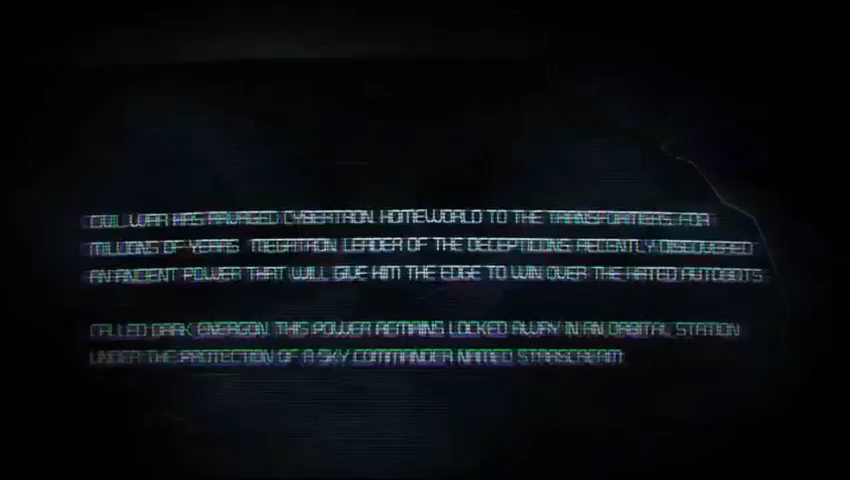 CIVIL WAR HAS RAVAGED CYBERTRON, HOMEWORLD TO THE TRANSFORMERS, FOR
MILLIONS OF YEARS. MEGATRON, LEADER OF THE DECEPTICONS, RECENTLY DISCOVERED
AN ANCIENT POWER THAT WILL GIVE HIM THE EDGE TO WIN OVER THE HATED AUTOBOTS.
CALLED DARK ENERGON, THIS POWER REMAINS LOCKED AWAY IN AN ORBITAL STATION
UNDER THE PROTECTION OF A SKY COMMANDER NAMED STARSCREAM.